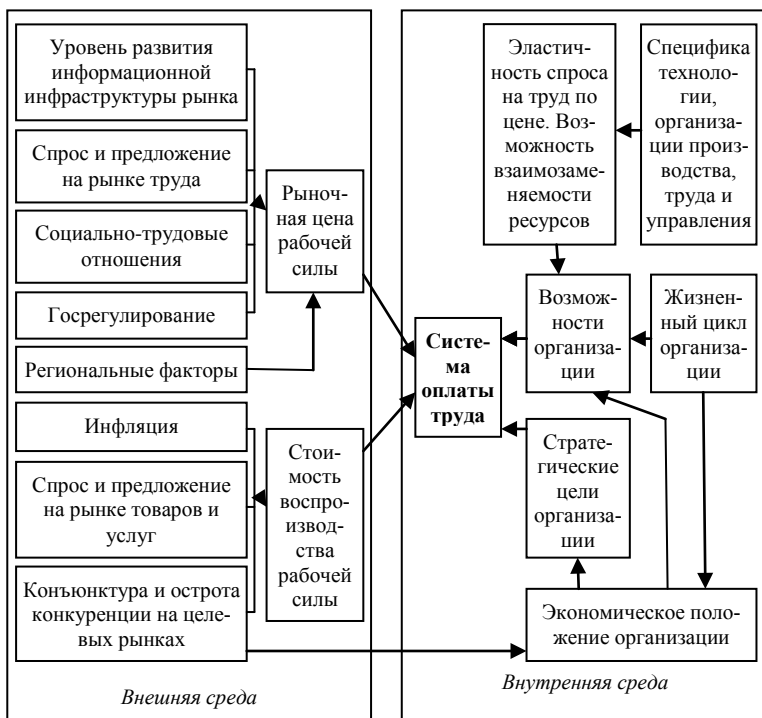 Уровень развития
информационной
инфраструктуры рынка
Спрос и предложение
на рынке труда
Социально-трудовые
отношения
Госрегулирование
Региональные факторы
Инфляция
Спрос и предложение
на рынке товаров и
услуг
Конъюнктура и острота
конкуренции на целе-
вых рынках
Рыноч-
ная цена
рабочей
силы
Стои-
мость
воспро-
изводс-
тва
рабочей
силы
Внешняя среда
Систе-
ма
оплаты
труда
Эластич-
ность спроса
на труд по
цене. Воз-
можность
взаимозаме-
няемости
ресурсов
Специфика
техноло-
гии,
организа-
ции произ-
водства,
труда и
управления
Возмож-
ности
организа-
ции
Жизнен-
ный цикл
организа-
ции
Страте-
гические
цели
организа-
ции
Экономическое поло-
жение организации
Внутренняя среда